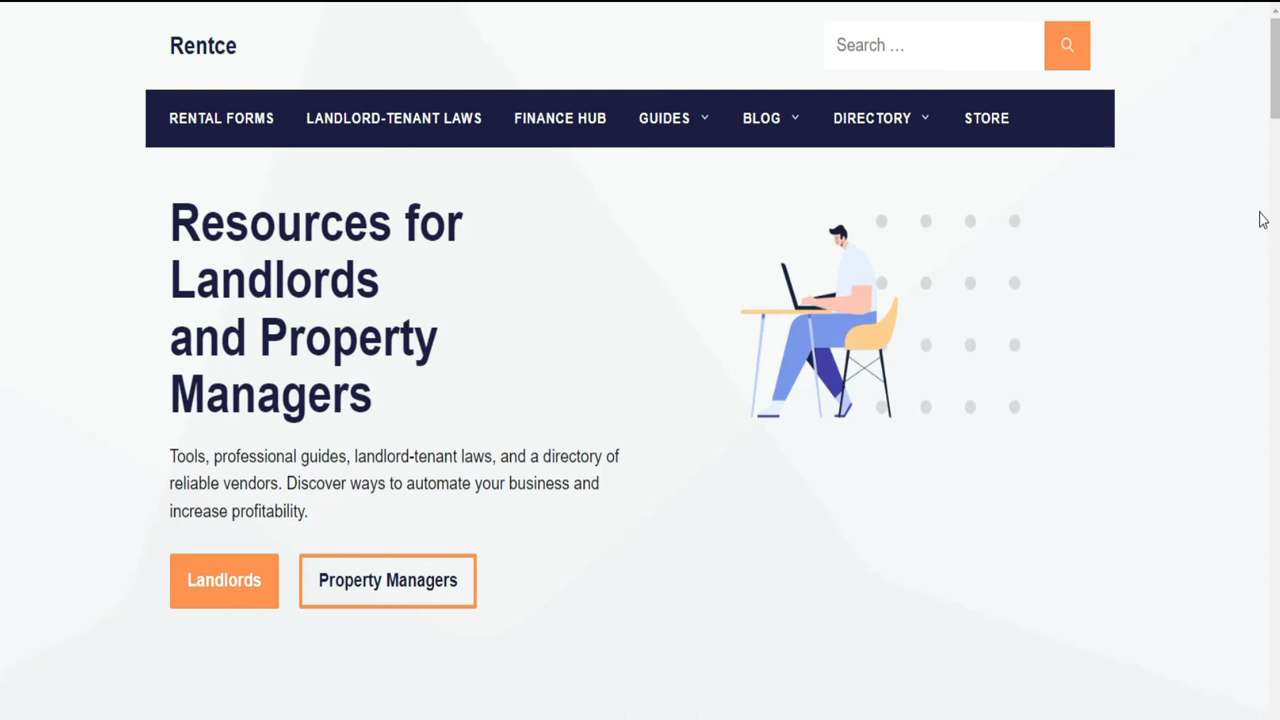 Rentce
Search ...
RENTAL FORMS LANDLORD-TENANT LAWS FINANCE HUB GUIDES BLOG DIRECTORY STORE
Resources for
Landlords
and Property
Managers
Tools, professional guides, landlord-tenant laws, and a directory of
reliable vendors. Discover ways to automate your business and
increase profitability.
Landlords Property Managers